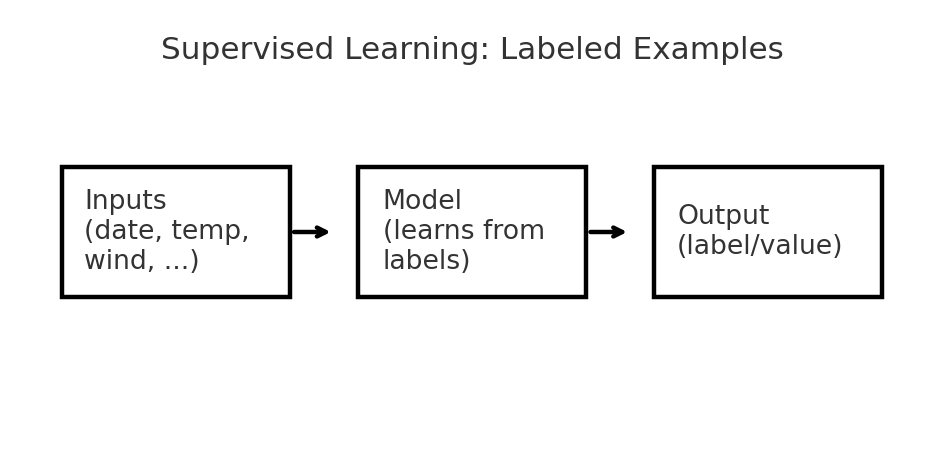 Supervised Learning: Labeled Examples
Inputs
(date, temp,
wind, ...)
Model
(learns from
labels)
Output
(label/value)